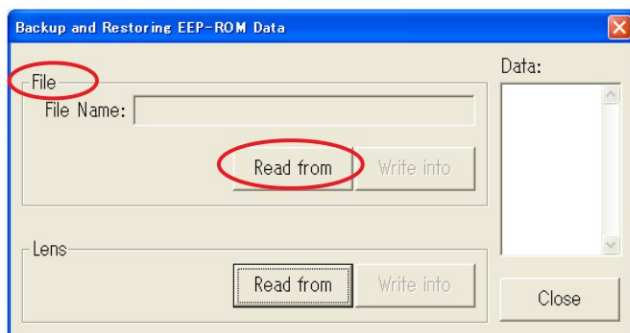 Backup and Restoring EEP-ROM Data
File
File Name:
Read from
Write into
Lens
Read from
Write into
Data:
Close